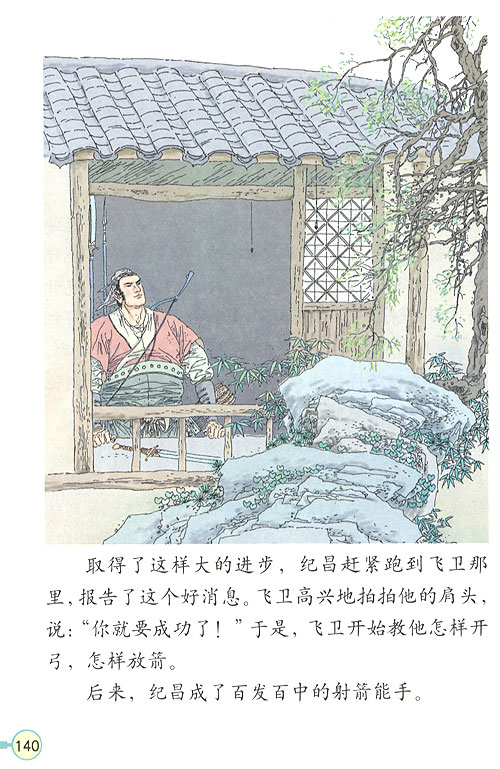 取得了这样大的进步，纪昌赶紧跑到飞卫那
里，报告了这个好消息。飞卫高兴地拍拍他的肩头，
说：“你就要成功了！”于是，飞卫开始教他怎样开
弓，怎样放箭。
后来，纪昌成了百发百中的射箭能手。
140